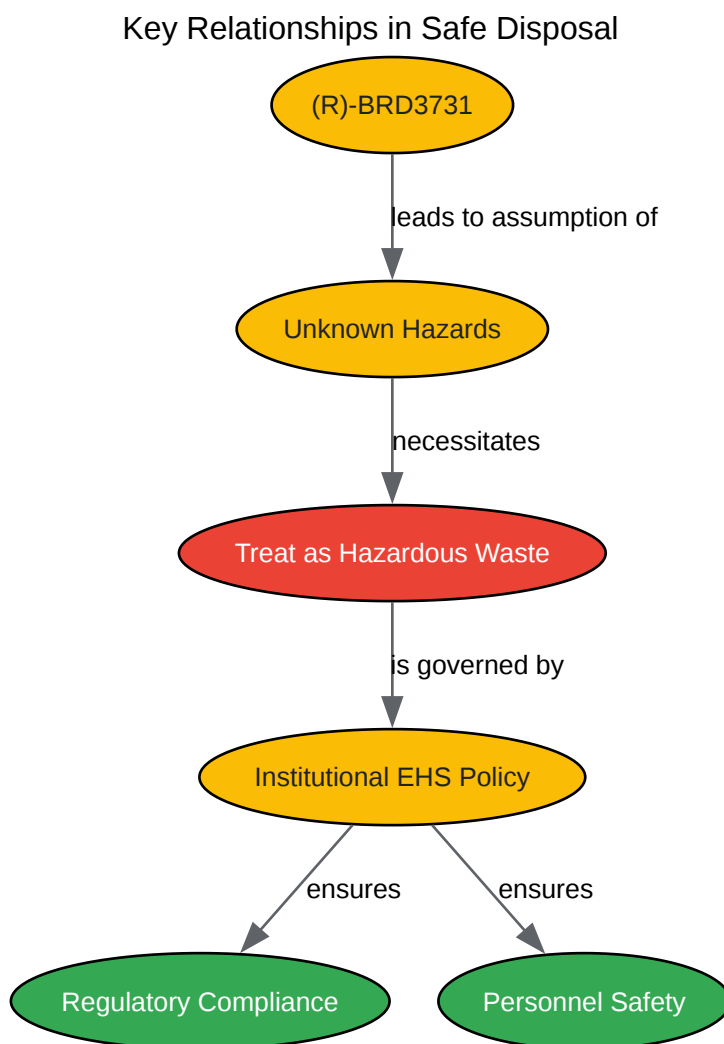 Key Relationships in Safe Disposal
(R)-BRD3731
leads to assumption of
Unknown Hazards
necessitates
Treat as Hazardous Waste
is governed by
Institutional EHS Policy
ensures
ensures
Regulatory Compliance
Personnel Safety